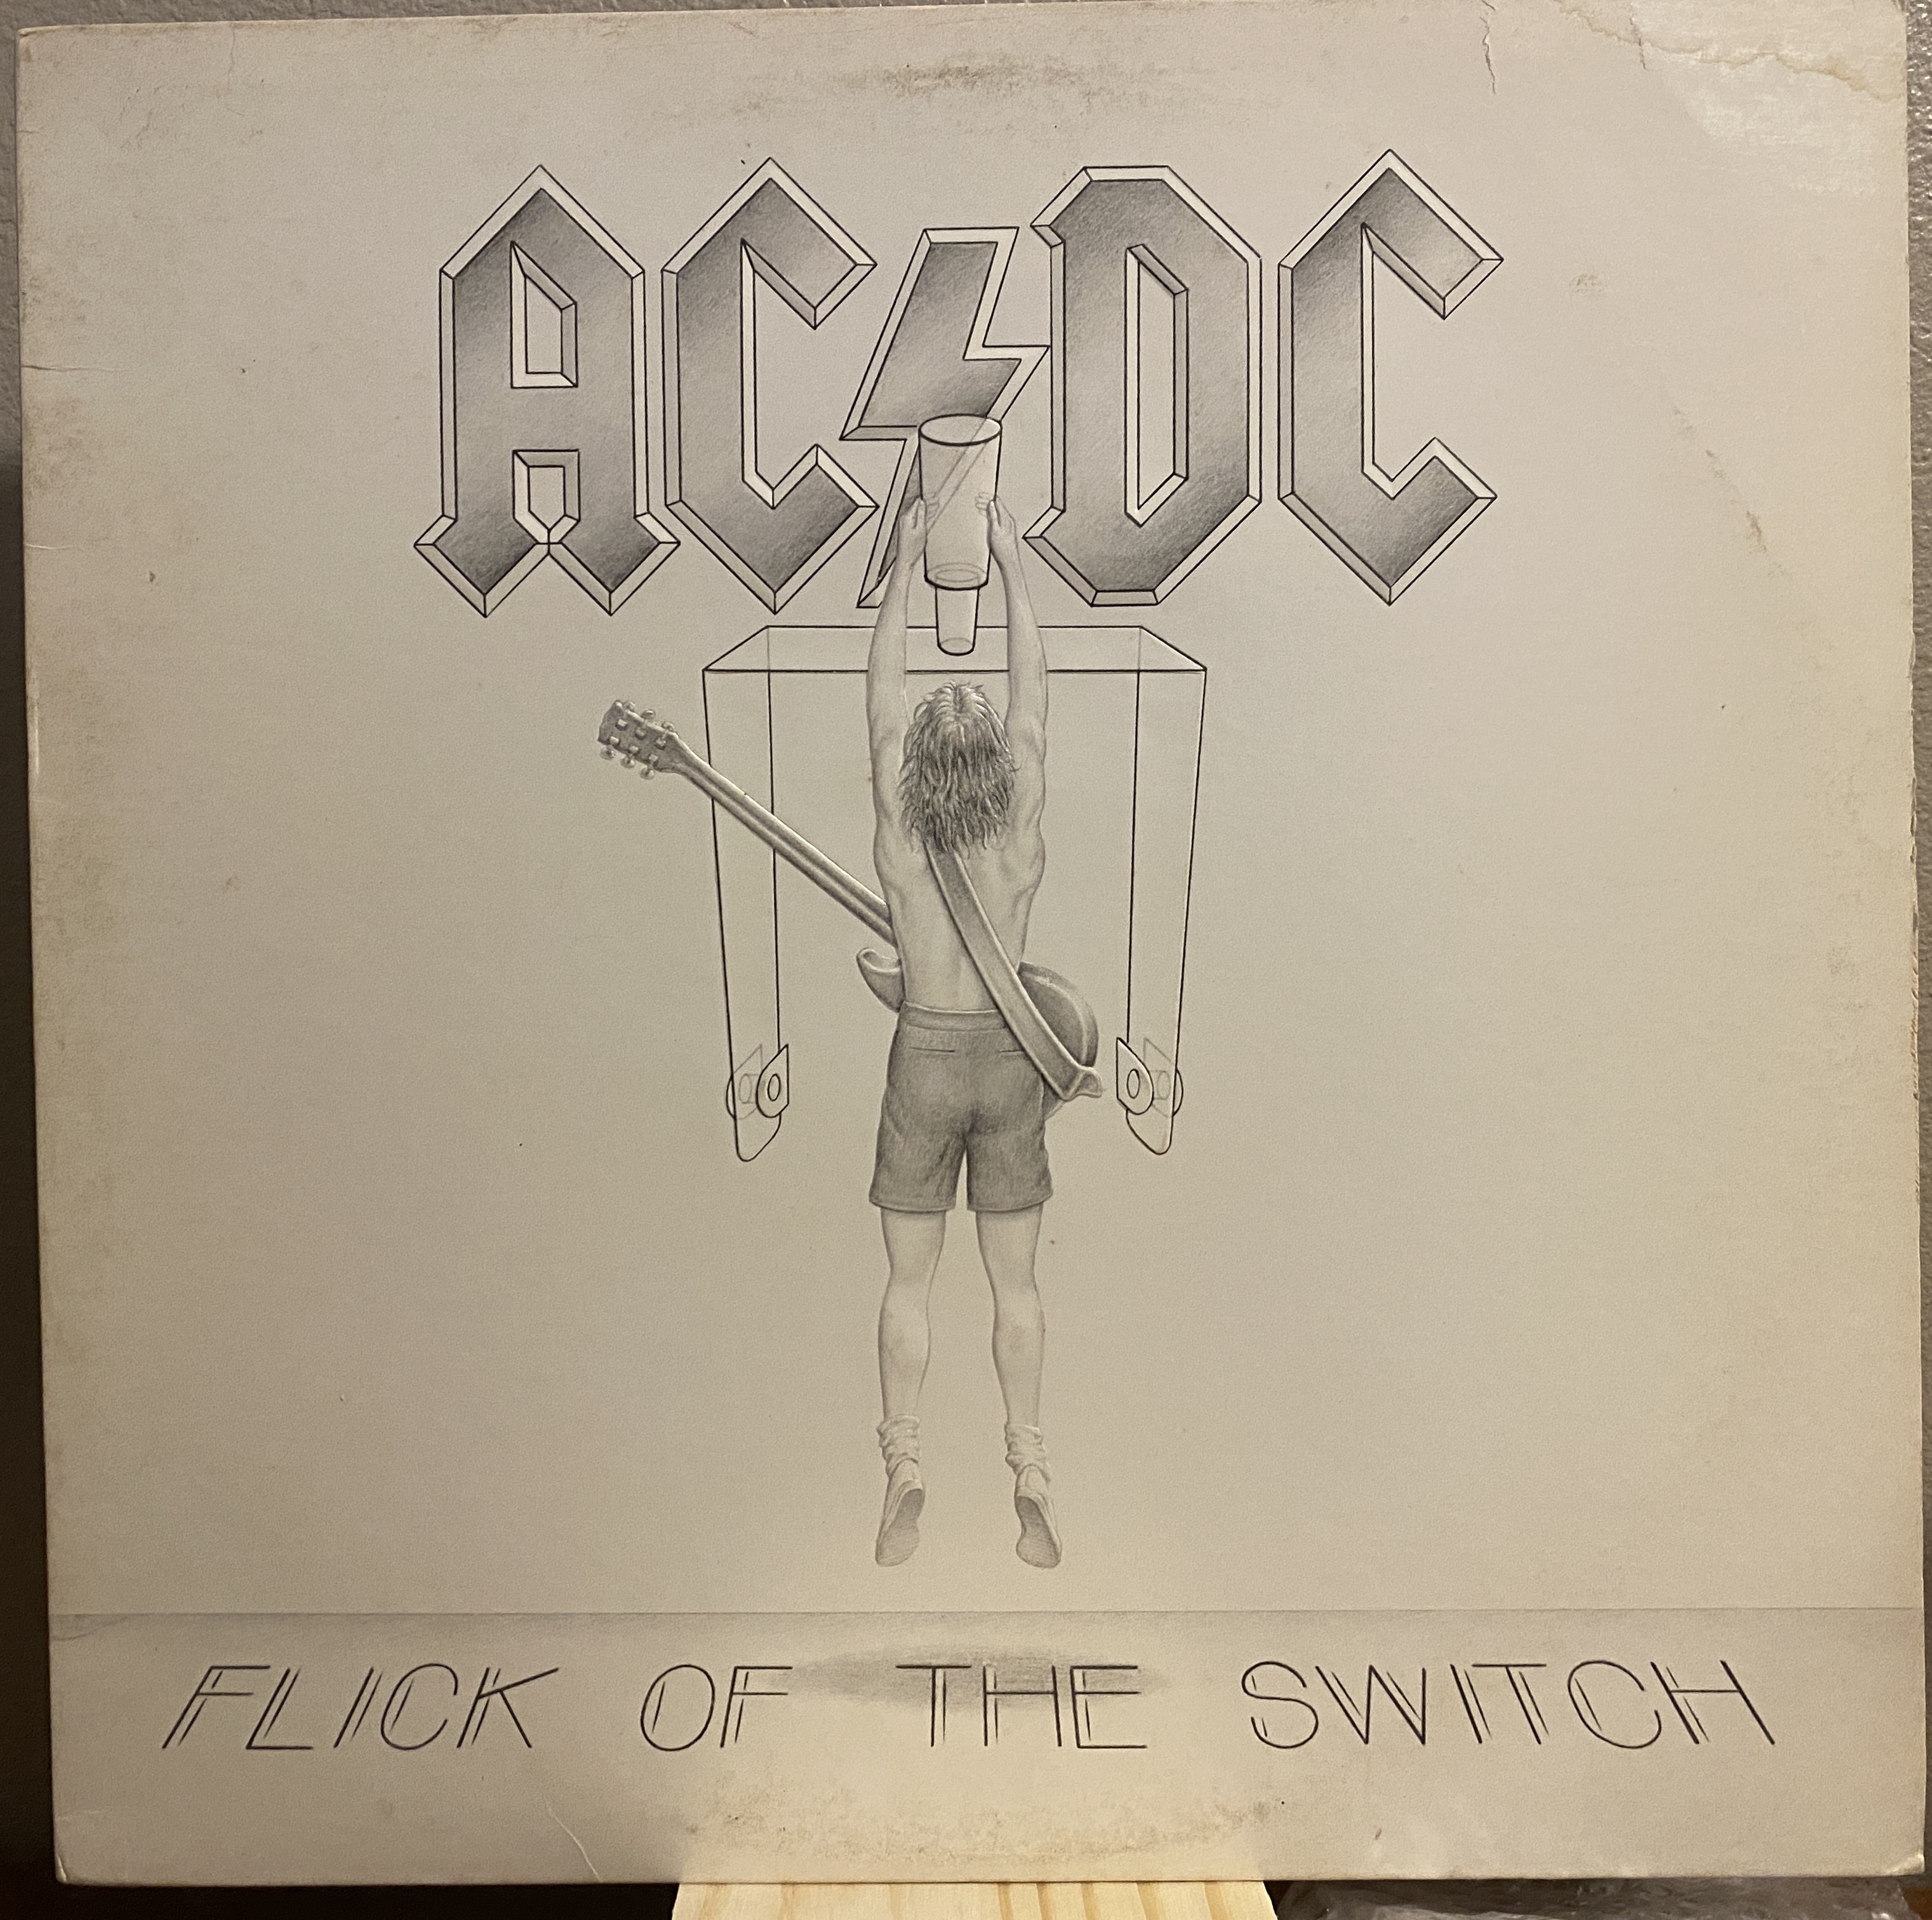 AC⚡DC
FLICK OF THE SWITCH